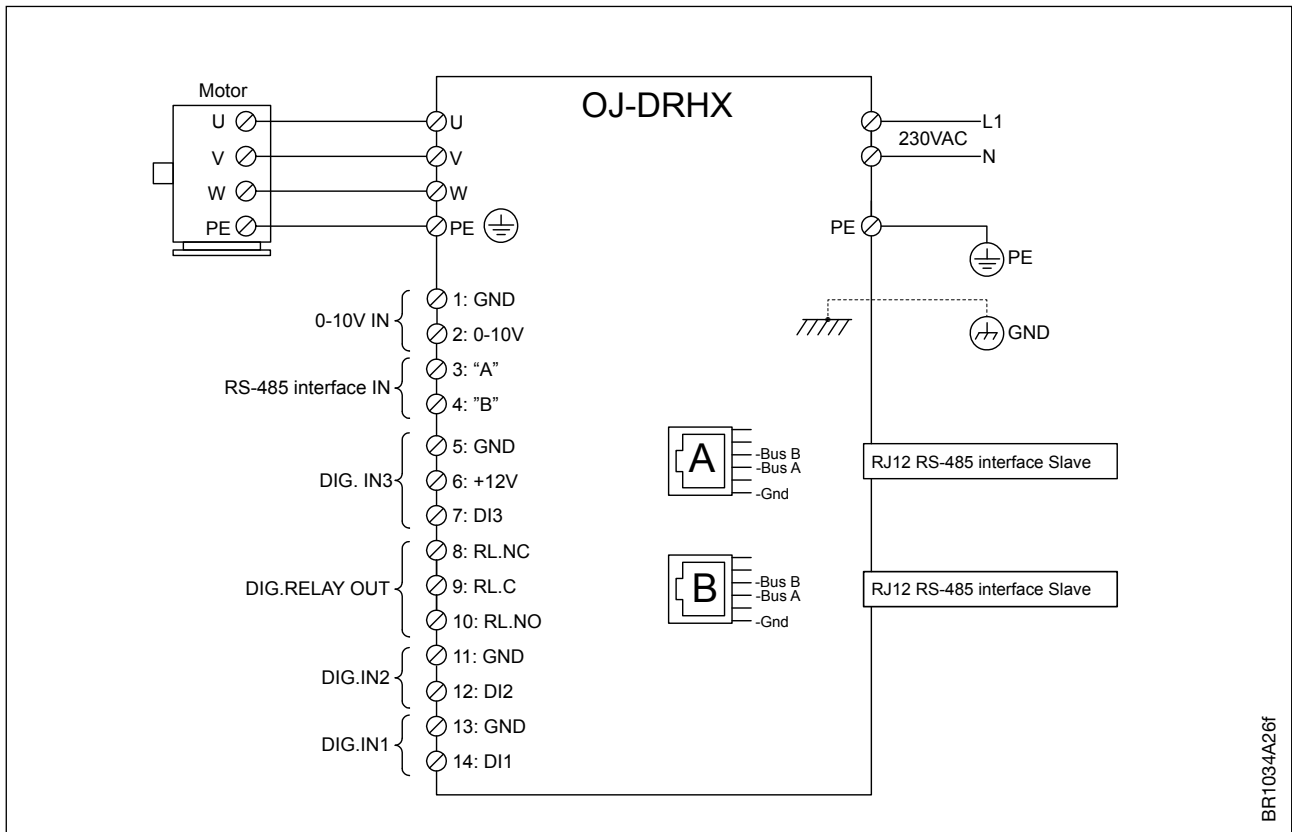 OJ-DRHX
Motor
U
V
W
PE
U
V
W
PE
L1
230VAC
N
PE
PE
GND
0-10V IN
1: GND
2: 0-10V
RS-485 interface IN
3: “A”
4: ”B”
DIG. IN3
5: GND
6: +12V
7: DI3
DIG.RELAY OUT
8: RL.NC
9: RL.C
10: RL.NO
DIG.IN2
11: GND
12: DI2
DIG.IN1
13: GND
14: DI1
A
-Bus B
-Bus A
-Gnd
RJ12 RS-485 interface Slave
B
-Bus B
-Bus A
-Gnd
RJ12 RS-485 interface Slave
BR1034A26f